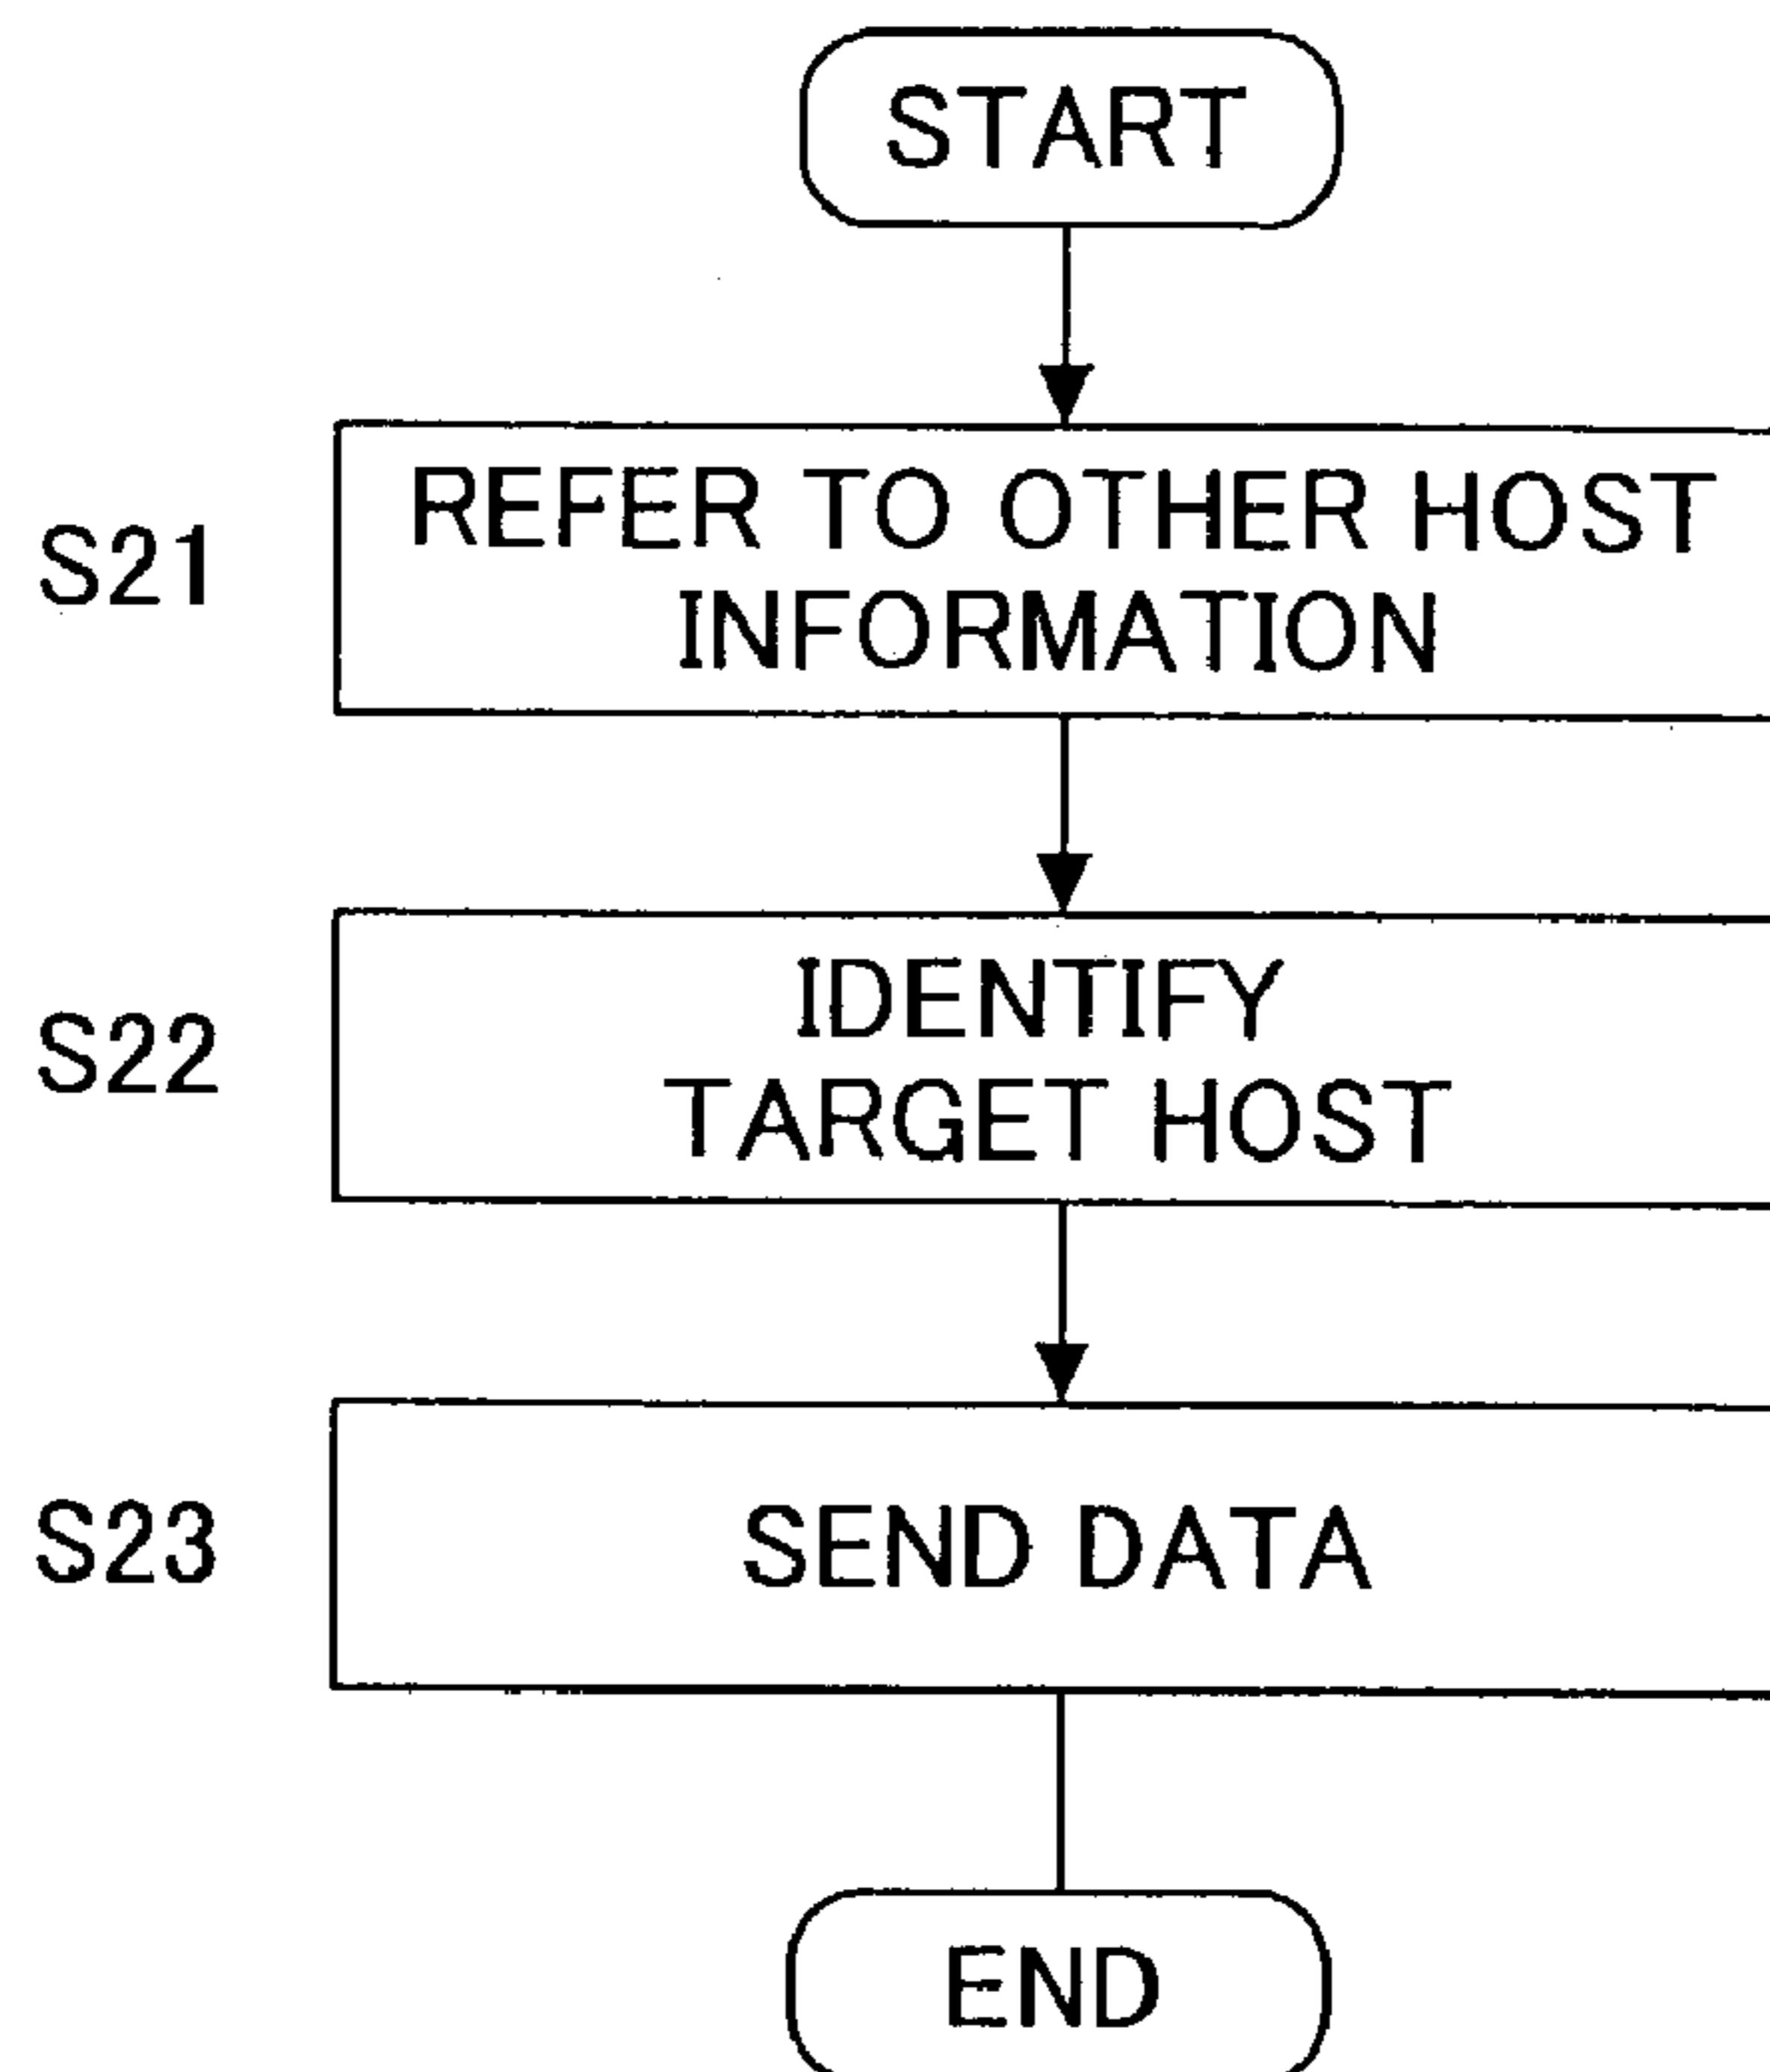 START
S21
REFER TO OTHER HOST
INFORMATION
S22
IDENTIFY
TARGET HOST
S23
SEND DATA
END